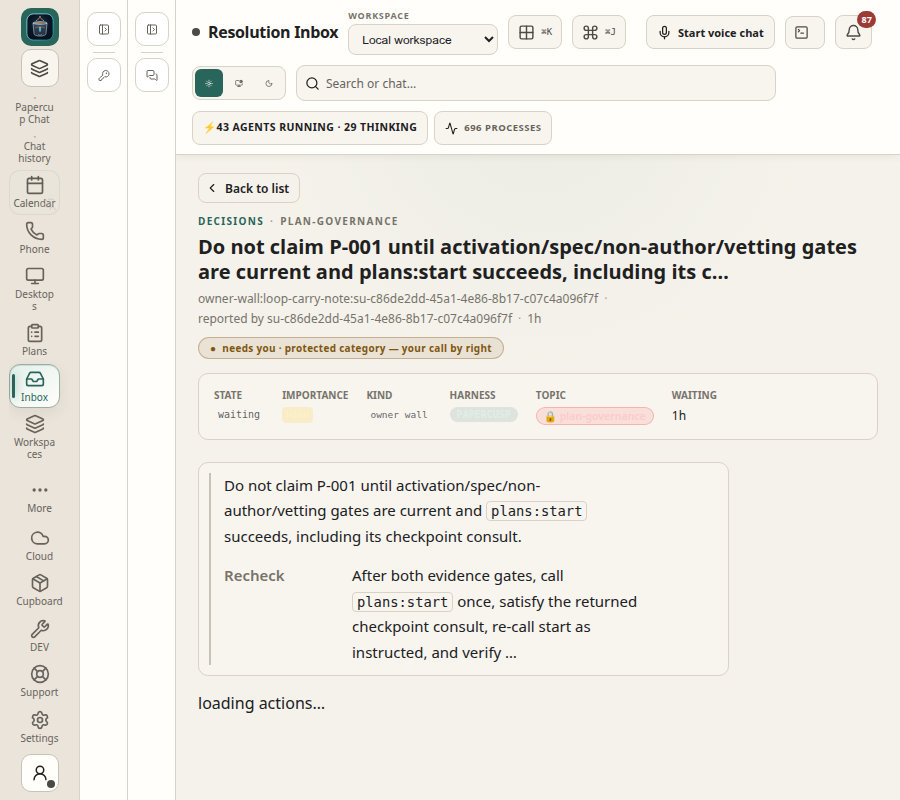 Papercu
p Chat
Chat
history
Calendar
Phone
Desktop
s
Plans
Inbox
Workspa
ces
More
Cloud
Cupboard
DEV
Support
Settings
Resolution Inbox
WORKSPACE
Local workspace
⌘K
⌘J
Start voice chat
87
Search or chat...
⚡43 AGENTS RUNNING · 29 THINKING
696 PROCESSES
Back to list
DECISIONS · PLAN-GOVERNANCE
Do not claim P-001 until activation/spec/non-author/vetting gates
are current and plans:start succeeds, including its c…
owner-wall:loop-carry-note:su-c86de2dd-45a1-4e86-8b17-c07c4a096f7f ·
reported by su-c86de2dd-45a1-4e86-8b17-c07c4a096f7f · 1h
● needs you · protected category — your call by right
STATE IMPORTANCE KIND HARNESS TOPIC WAITING
waiting owner wall 🔒 plan-governance 1h
Do not claim P-001 until activation/spec/non-
author/vetting gates are current and plans:start
succeeds, including its checkpoint consult.
Recheck After both evidence gates, call
plans:start once, satisfy the returned
checkpoint consult, re-call start as
instructed, and verify …
loading actions…